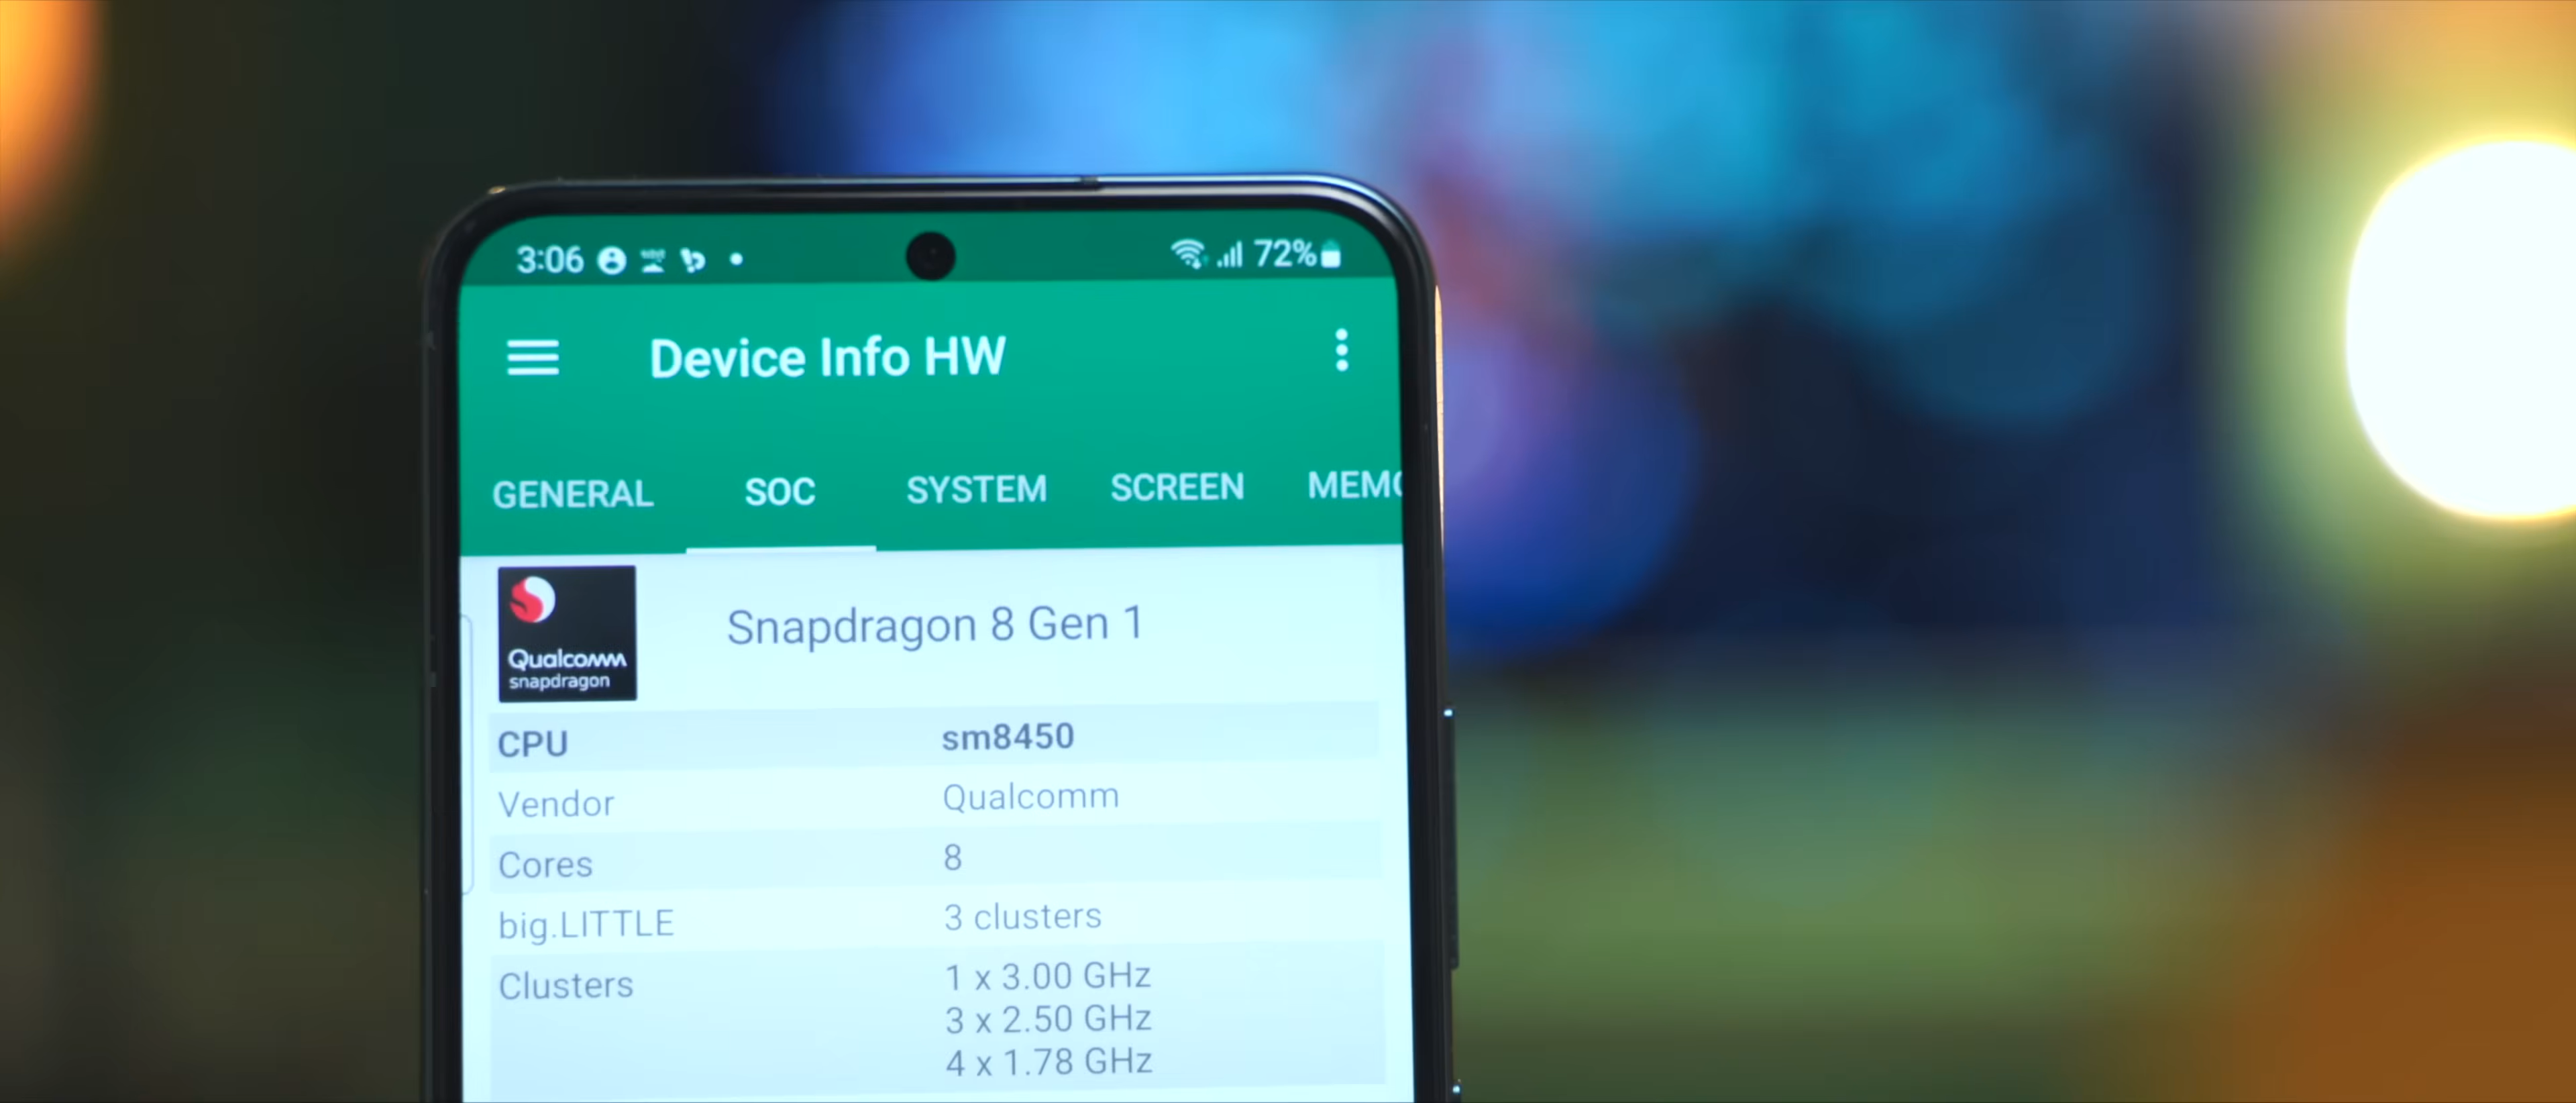 3:06 72%
Device Info HW
GENERAL SOC SYSTEM SCREEN MEMO
Qualcomm
snapdragon
Snapdragon 8 Gen 1
CPU sm8450
Vendor Qualcomm
Cores 8
big.LITTLE 3 clusters
Clusters 1 x 3.00 GHz
3 x 2.50 GHz
4 x 1.78 GHz